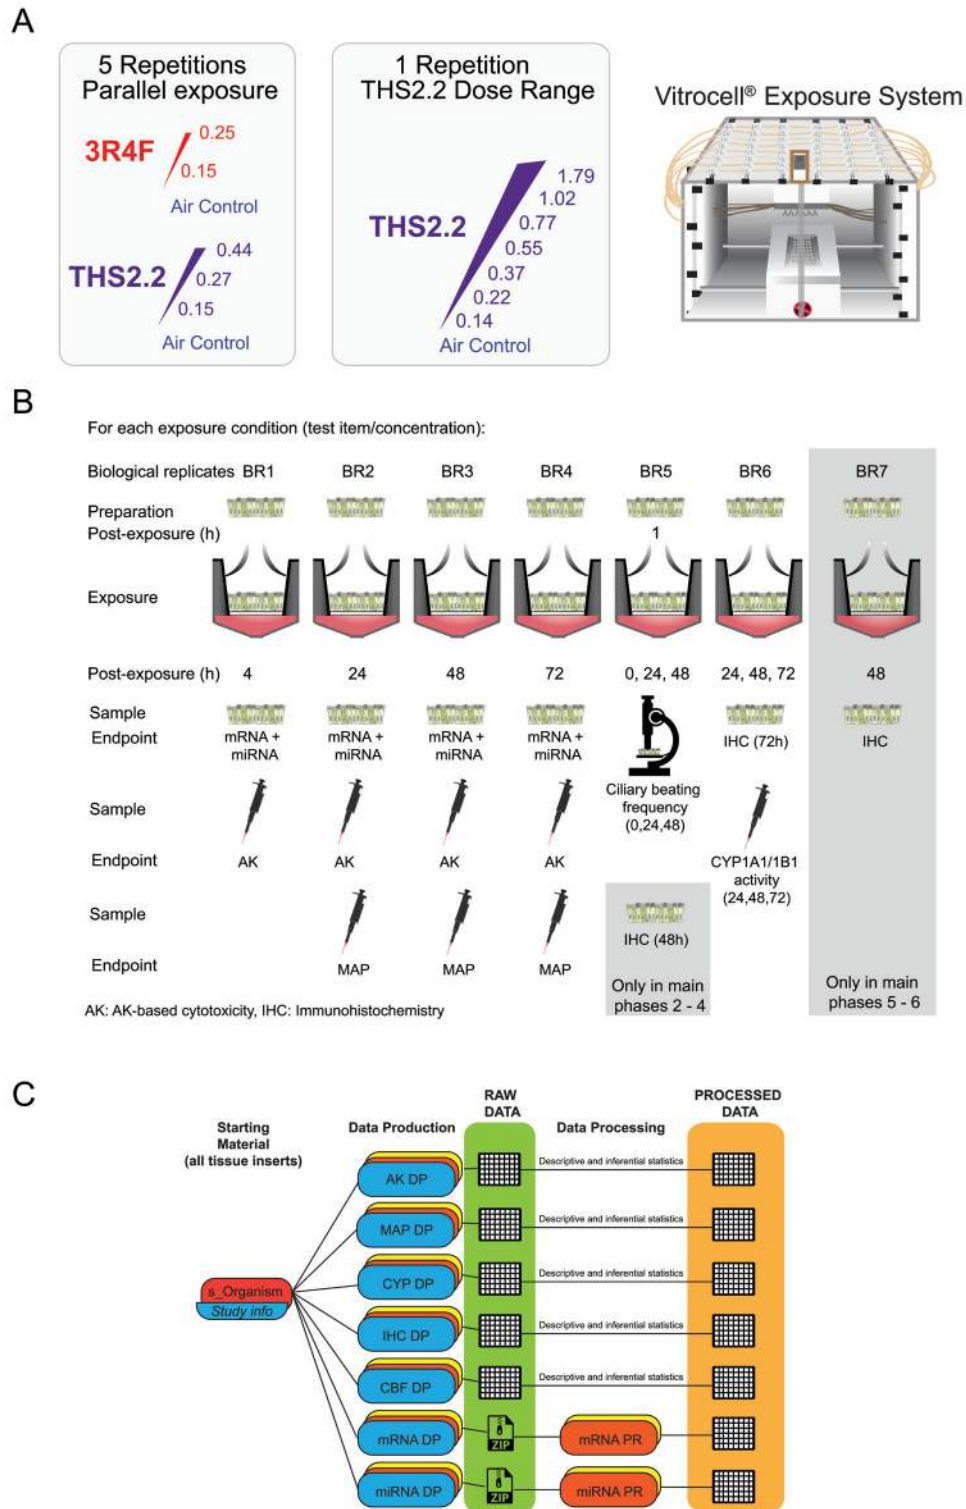 A
5 Repetitions
Parallel exposure
3R4F
0.25
0.15
Air Control
THS2.2
0.44
0.27
0.15
Air Control
1 Repetition
THS2.2 Dose Range
THS2.2
1.79
1.02
0.77
0.55
0.37
0.22
0.14
Air Control
Vitrocell® Exposure System
B
For each exposure condition (test item/concentration):
Biological replicates BR1 BR2 BR3 BR4 BR5 BR6 BR7
Preparation
Post-exposure (h) 1
Exposure
Post-exposure (h) 4 24 48 72 0, 24, 48 24, 48, 72 48
Sample
Endpoint mRNA + mRNA + mRNA + mRNA + IHC (72h) IHC
miRNA miRNA miRNA miRNA
Ciliary beating
frequency
(0,24,48)
Sample
Endpoint AK AK AK AK CYP1A1/1B1
activity
(24,48,72)
Sample
IHC (48h)
Endpoint MAP MAP MAP
Only in main
phases 2 - 4
Only in main
phases 5 - 6
AK: AK-based cytotoxicity, IHC: Immunohistochemistry
C
Starting
Material
(all tissue inserts)
Data Production
RAW
DATA
Data Processing
PROCESSED
DATA
s_Organism
Study info
AK DP Descriptive and inferential statistics
MAP DP Descriptive and inferential statistics
CYP DP Descriptive and inferential statistics
IHC DP Descriptive and inferential statistics
CBF DP Descriptive and inferential statistics
mRNA DP ZIP mRNA PR
miRNA DP ZIP miRNA PR